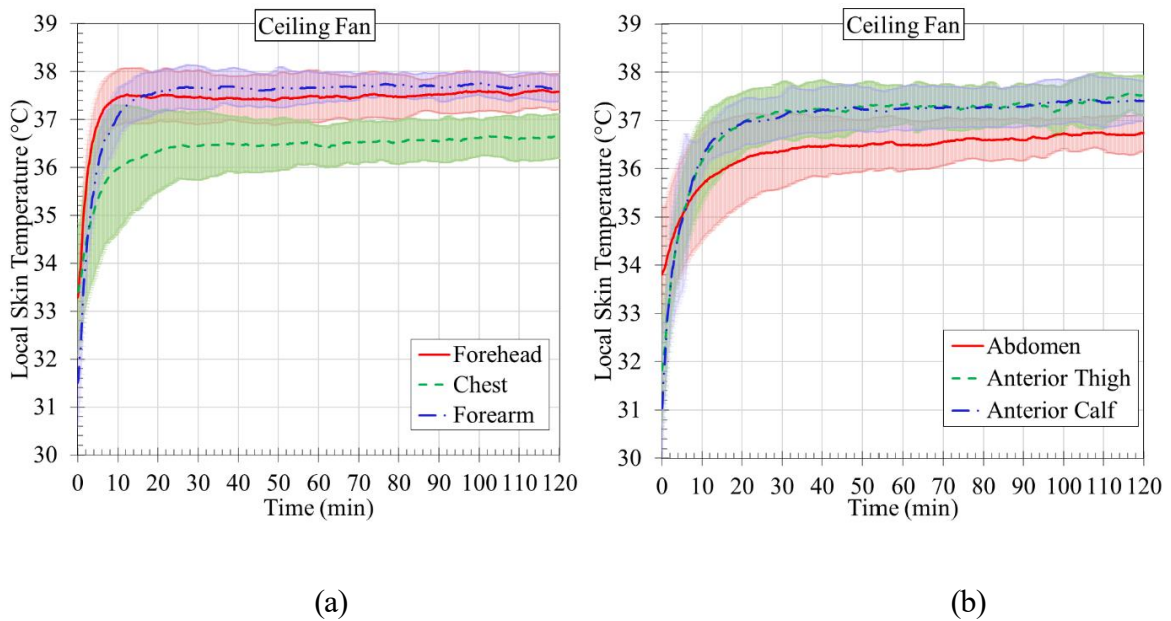 Ceiling Fan
39
38
37
36
35
34
33
32
31
30
Local Skin Temperature (°C)
Forehead
Chest
Forearm
0 10 20 30 40 50 60 70 80 90 100 110 120
Time (min)
(a)
Ceiling Fan
39
38
37
36
35
34
33
32
31
30
Local Skin Temperature (°C)
Abdomen
Anterior Thigh
Anterior Calf
0 10 20 30 40 50 60 70 80 90 100 110 120
Time (min)
(b)